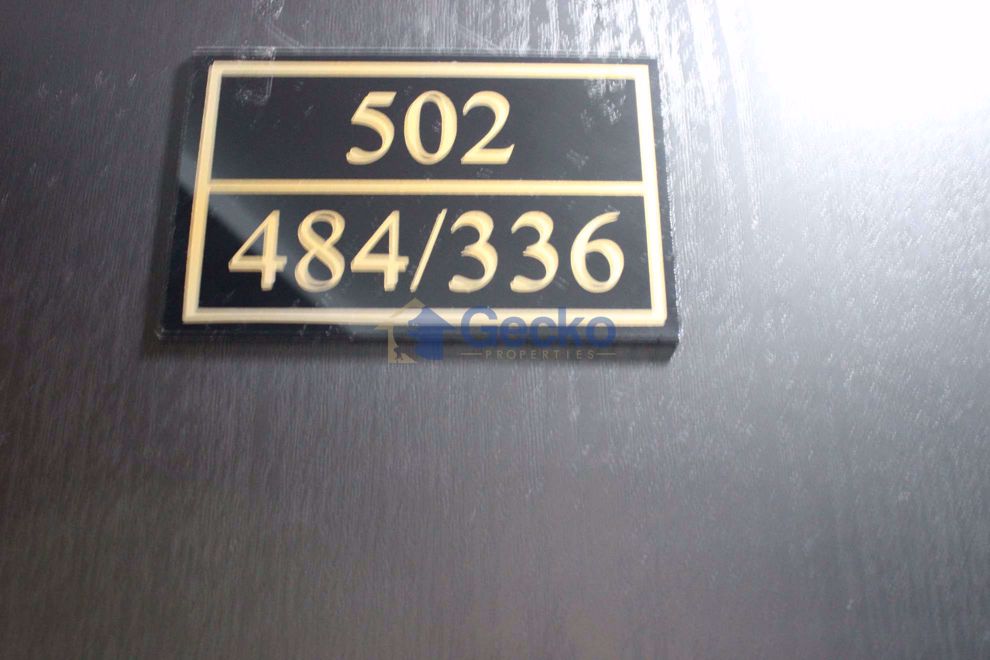 502
484/336
Gecko
PROPERTIES